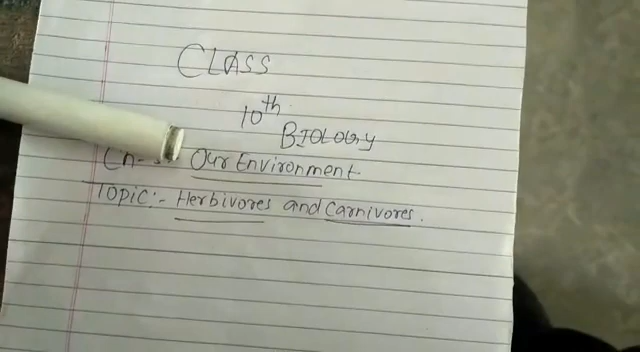 CLASS
10th
BIOLOGY
Ch- Our Environment
Topic:- Herbivores and Carnivores.